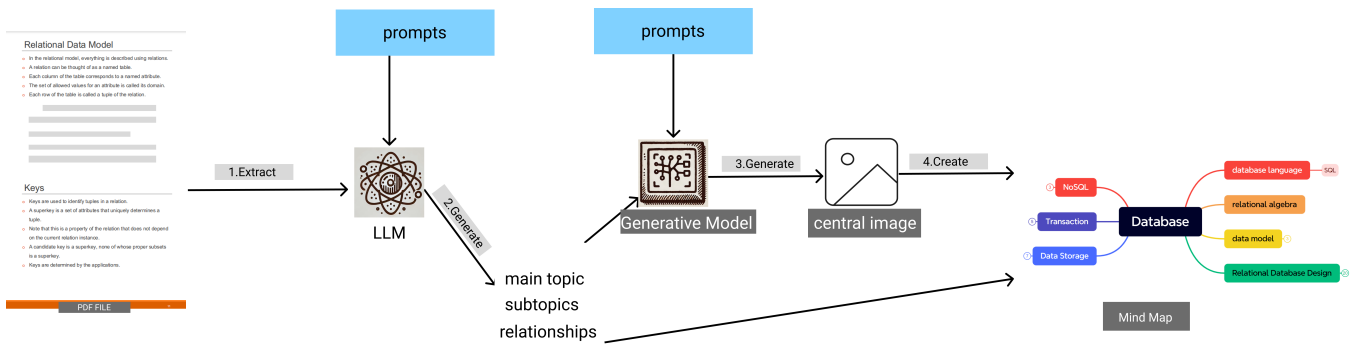 Relational Data Model
In the relational model, everything is described using relations.
A relation can be thought of as a named table.
Each column of the table corresponds to a named attribute.
The set of allowed values for an attribute is called its domain.
Each row of the table is called a tuple of the relation.
Keys
Keys are used to identify tuples in a relation.
A superkey is a set of attributes that uniquely determines a
tuple.
Note that this is a property of the relation that does not depend
on the current relation instance.
A candidate key is a superkey, none of whose proper subsets
is a superkey.
Keys are determined by the applications.
PDF FILE
1.Extract
prompts
LLM
2.Generate
main topic
subtopics
relationships
prompts
Generative Model
3.Generate
central image
4.Create
NoSQL
Transaction
Data Storage
Database
database language
SQL
relational algebra
data model
Relational Database Design
Mind Map